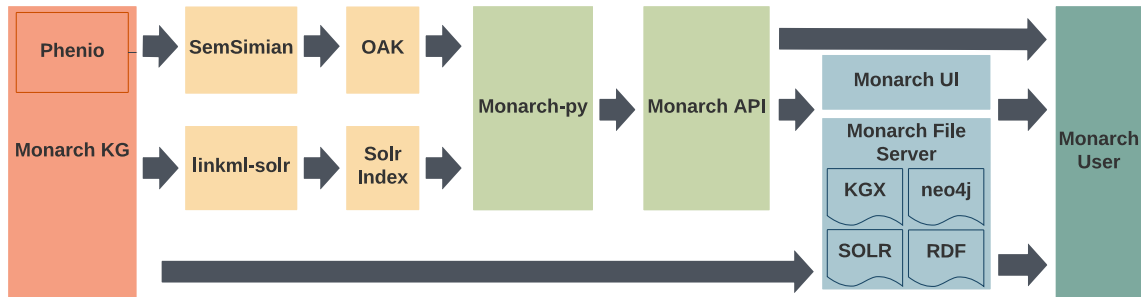 Phenio
Monarch KG
SemSimian
OAK
linkml-solr
Solr
Index
Monarch-py
Monarch API
Monarch UI
Monarch File
Server
KGX
neo4j
SOLR
RDF
Monarch
User